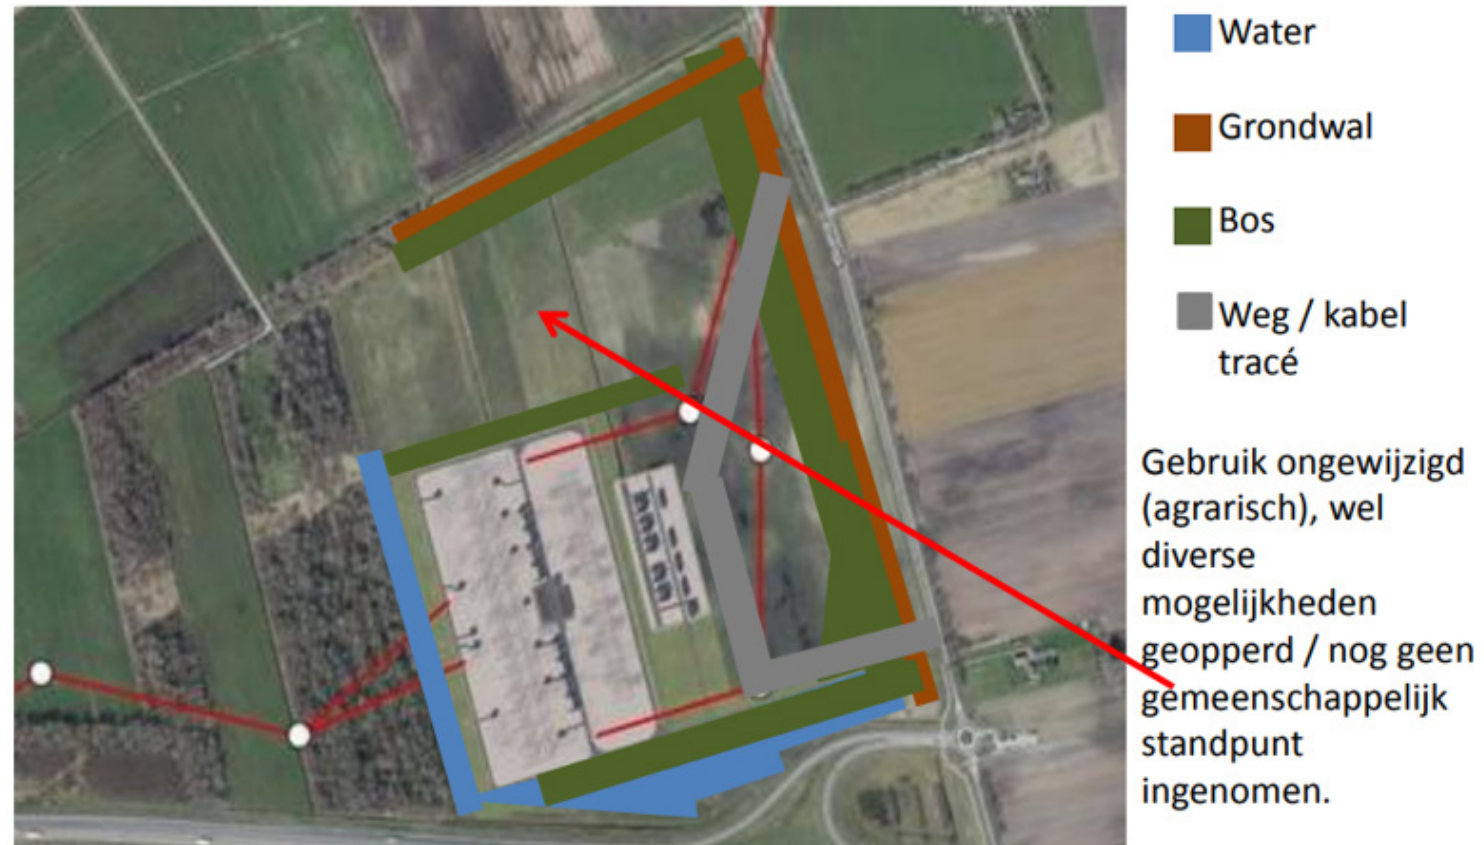 Water
Grondwal
Bos
Weg / kabel
tracé
Gebruik ongewijzigd
(agrarisch), wel
diverse
mogelijkheden
geopperd / nog geen
gemeenschappelijk
standpunt
ingenomen.